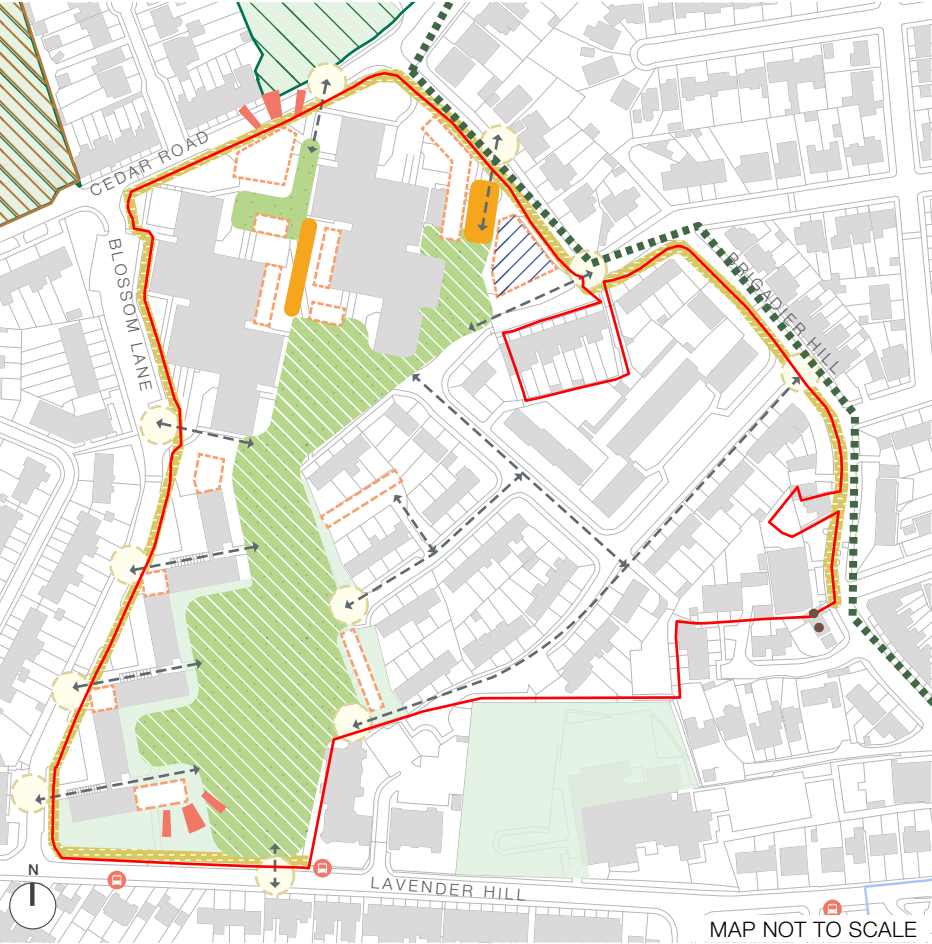 CEDAR ROAD
BLOSSOM LANE
BRIGADIER HILL
N
LAVENDER HILL
MAP NOT TO SCALE